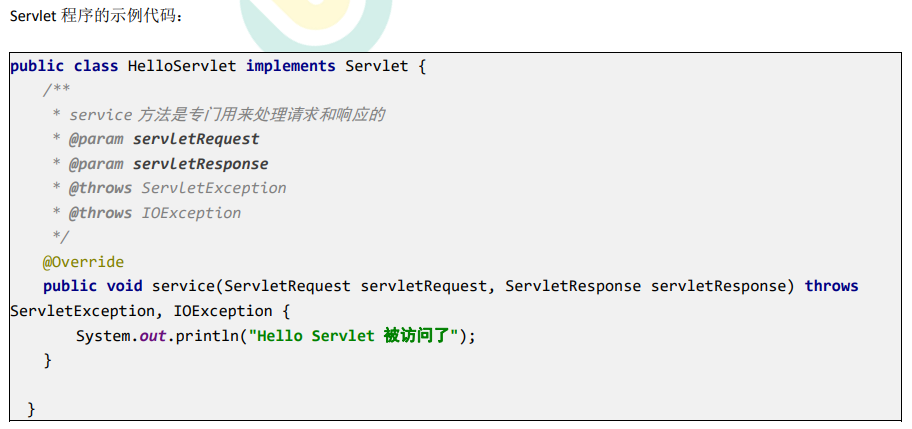 Servlet 程序的示例代码：
public class HelloServlet implements Servlet {
/**
* service 方法是专门用来处理请求和响应的
* @param servletRequest
* @param servletResponse
* @throws ServletException
* @throws IOException
*/
@Override
public void service(ServletRequest servletRequest, ServletResponse servletResponse) throws
ServletException, IOException {
System.out.println("Hello Servlet 被访问了");
}
}